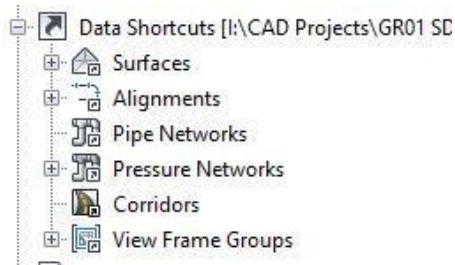 Data Shortcuts [I:\CAD Projects\GR01 SD
Surfaces
Alignments
Pipe Networks
Pressure Networks
Corridors
View Frame Groups